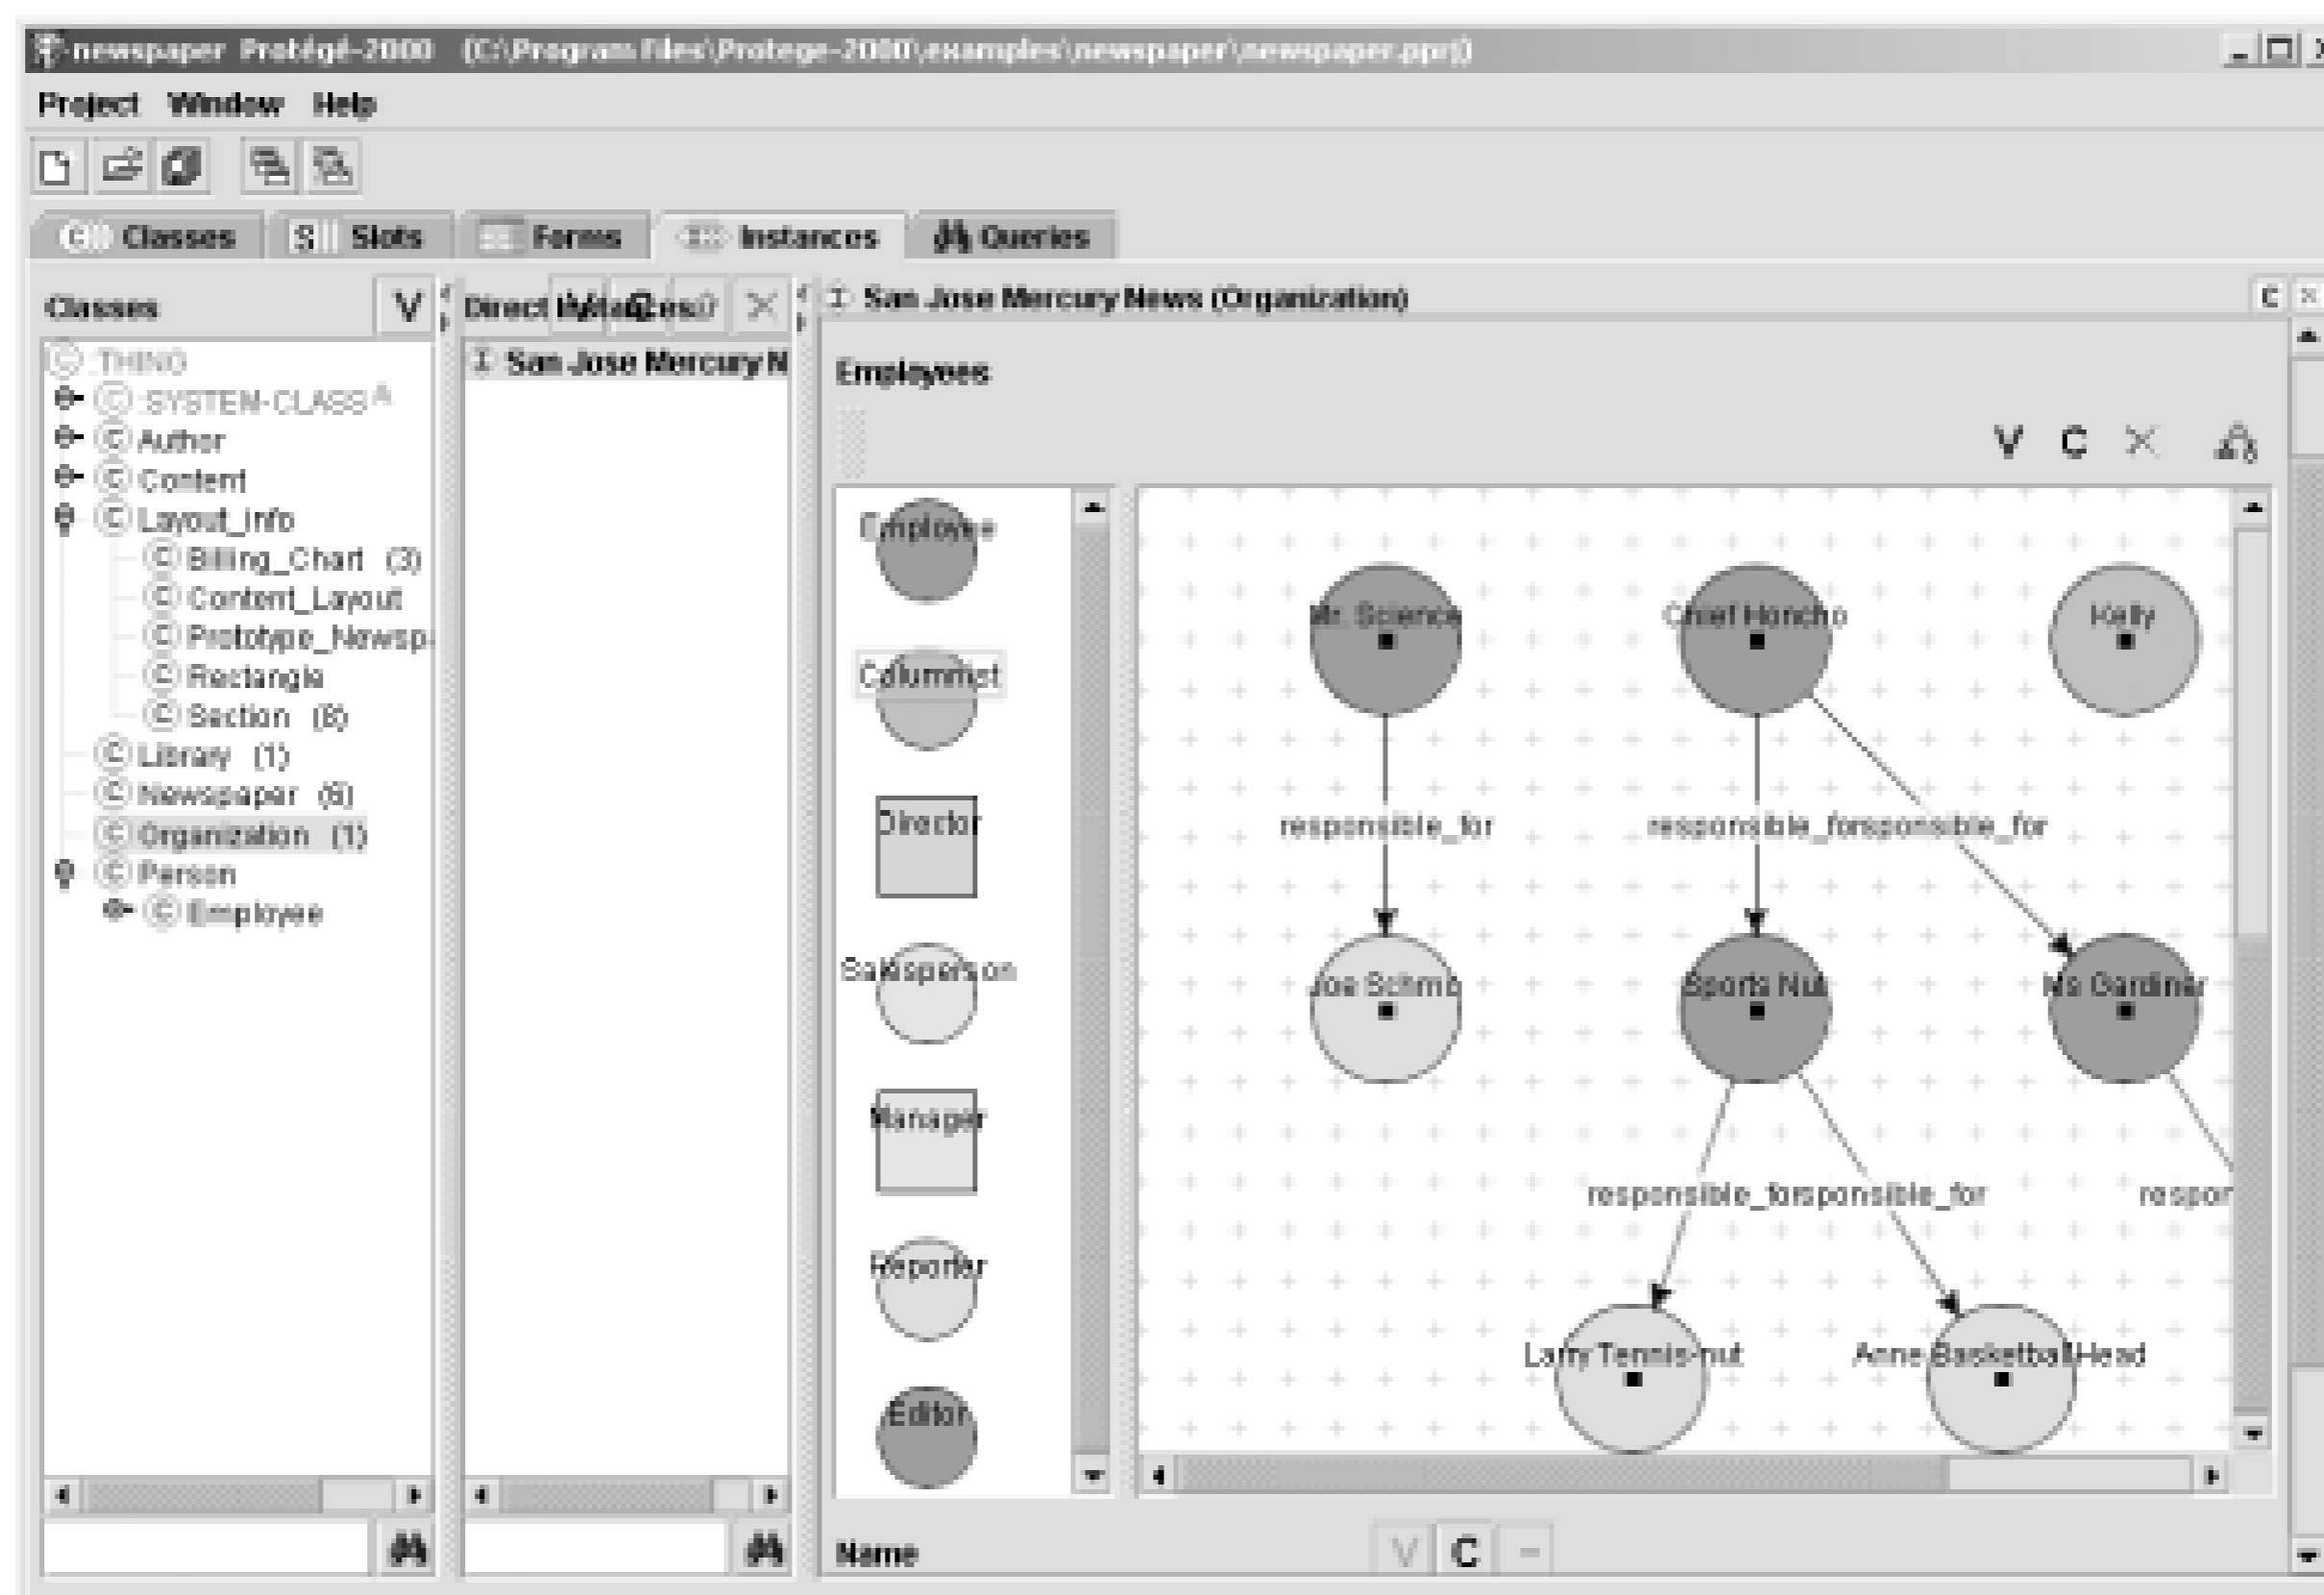 newspaper Protégé-2000 (C:\Program Files\Protege-2000\examples\newspaper\newspaper.pprj)
Project Window Help
Classes Slots Forms Instances Queries
Classes V
:THING
:SYSTEM-CLASS A
Author
Content
Layout_info
Billing_Chart (3)
Content_Layout
Prototype_Newsp
Rectangle
Section (8)
Library (1)
Newspaper (6)
Organization (1)
Person
Employee
Direct Instances
San Jose Mercury N
San Jose Mercury News (Organization) C
Employees
V C
Employee
Columnist
Director
Salesperson
Manager
Reporter
Editor
Mr. Science Chief Honcho Kelly
responsible_for responsible_forsponsible_for
Joe Schmo Sports Nut Ms Gardiner
responsible_forsponsible_for respon
Larry Tennis-nut Anne BasketballHead
Name V C